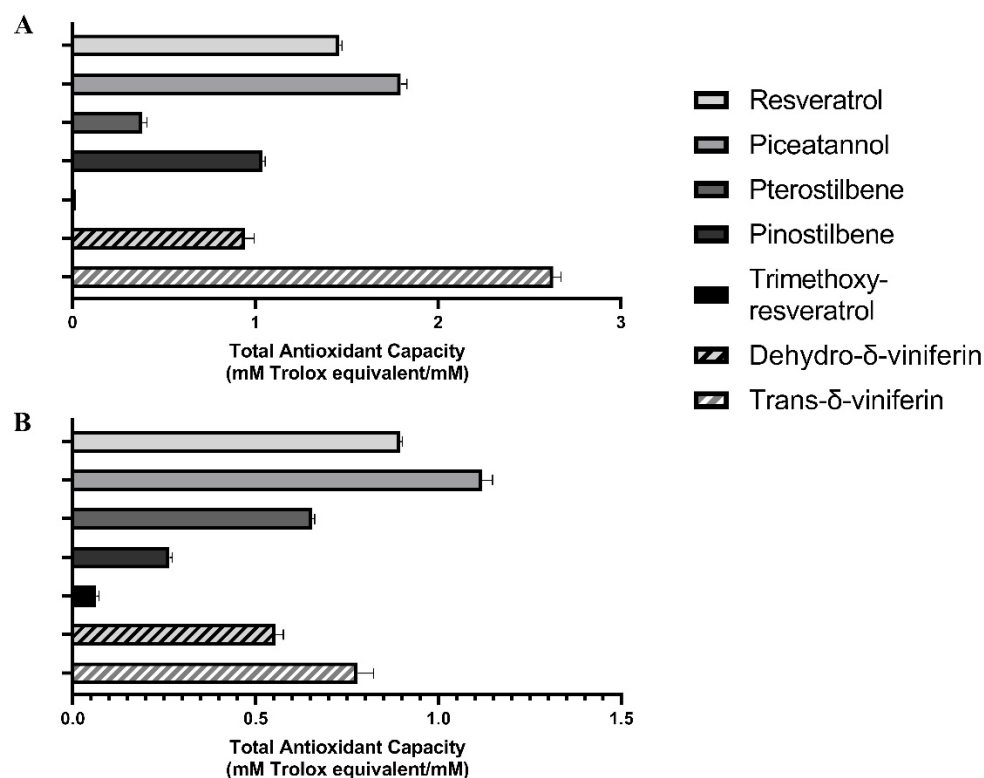 A
0
1
2
3
Total Antioxidant Capacity
(mM Trolox equivalent/mM)
Resveratrol
Piceatannol
Pterostilbene
Pinostilbene
Trimethoxy-
resveratrol
Dehydro-δ-viniferin
Trans-δ-viniferin
B
0.0
0.5
1.0
1.5
Total Antioxidant Capacity
(mM Trolox equivalent/mM)